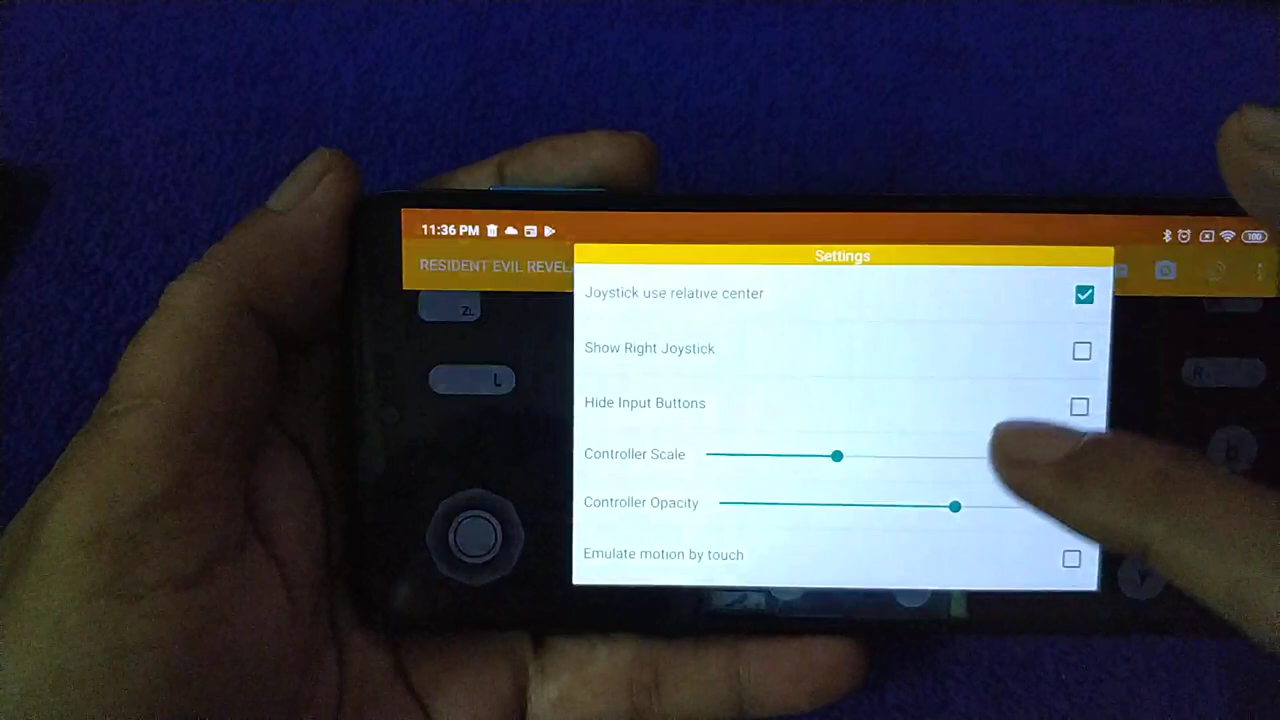 11:36 PM
100
Settings
RESIDENT EVIL REVEL
Joystick use relative center
ZL
Show Right Joystick
L
R
Hide Input Buttons
Controller Scale
Controller Opacity
Emulate motion by touch
Y